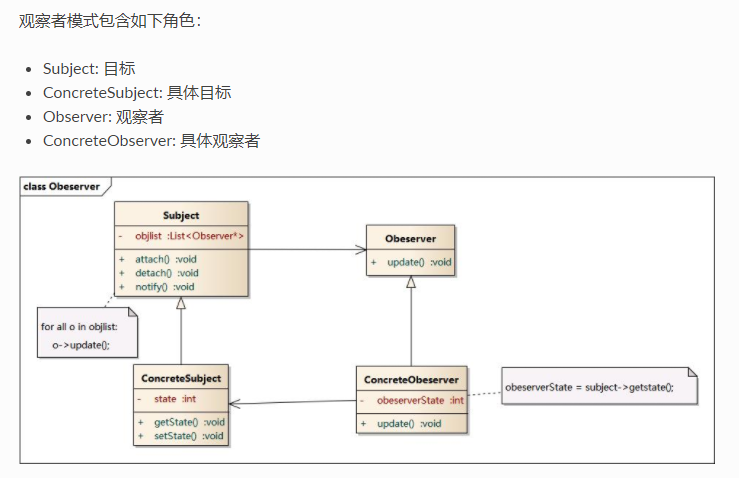 观察者模式包含如下角色：
Subject: 目标
ConcreteSubject: 具体目标
Observer: 观察者
ConcreteObserver: 具体观察者
class Obeserver
Subject
- objlist :List<Observer*>
+ attach() :void
+ detach() :void
+ notify() :void
Obeserver
+ update() :void
for all o in objlist:
o->update();
ConcreteSubject
- state :int
+ getState() :void
+ setState() :void
ConcreteObeserver
- obeserverState :int
+ update() :void
obeserverState = subject->getstate();